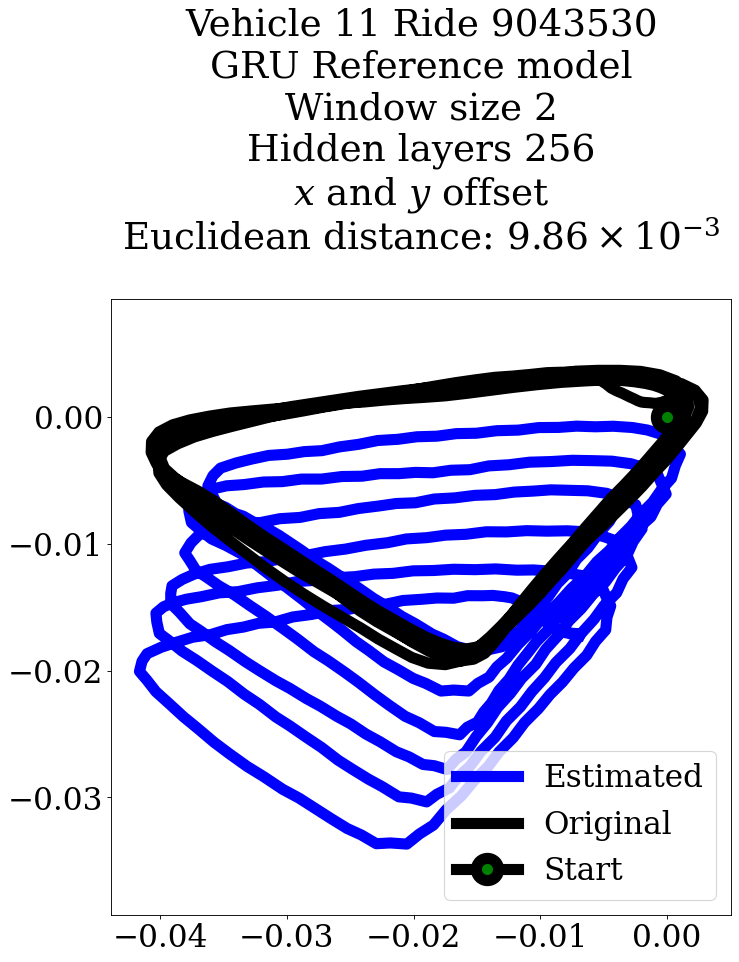 Vehicle 11 Ride 9043530
GRU Reference model
Window size 2
Hidden layers 256
x and y offset
Euclidean distance: 9.86 × 10⁻³
0.00
−0.01
−0.02
−0.03
Estimated
Original
Start
−0.04 −0.03 −0.02 −0.01 0.00